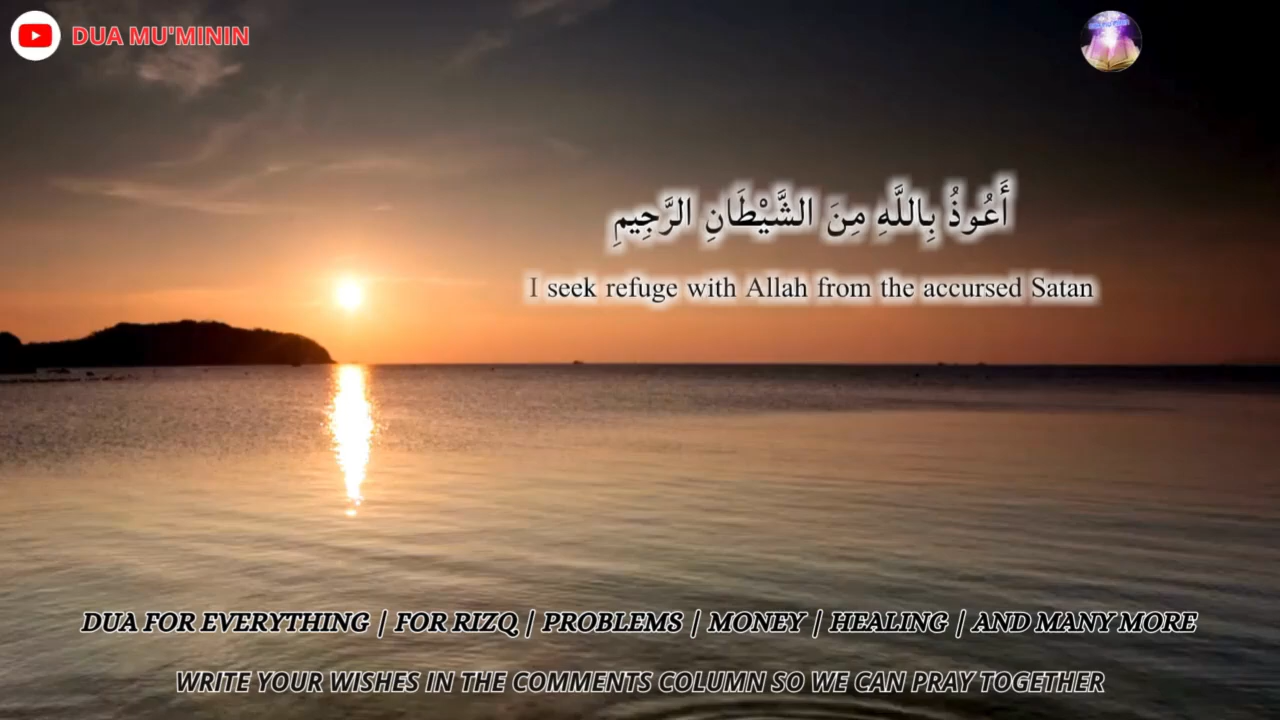 DUA MU'MININ
أَعُوذُ بِاللَّهِ مِنَ الشَّيْطَانِ الرَّجِيمِ
I seek refuge with Allah from the accursed Satan
DUA FOR EVERYTHING | FOR RIZQ | PROBLEMS | MONEY | HEALING | AND MANY MORE
WRITE YOUR WISHES IN THE COMMENTS COLUMN SO WE CAN PRAY TOGETHER